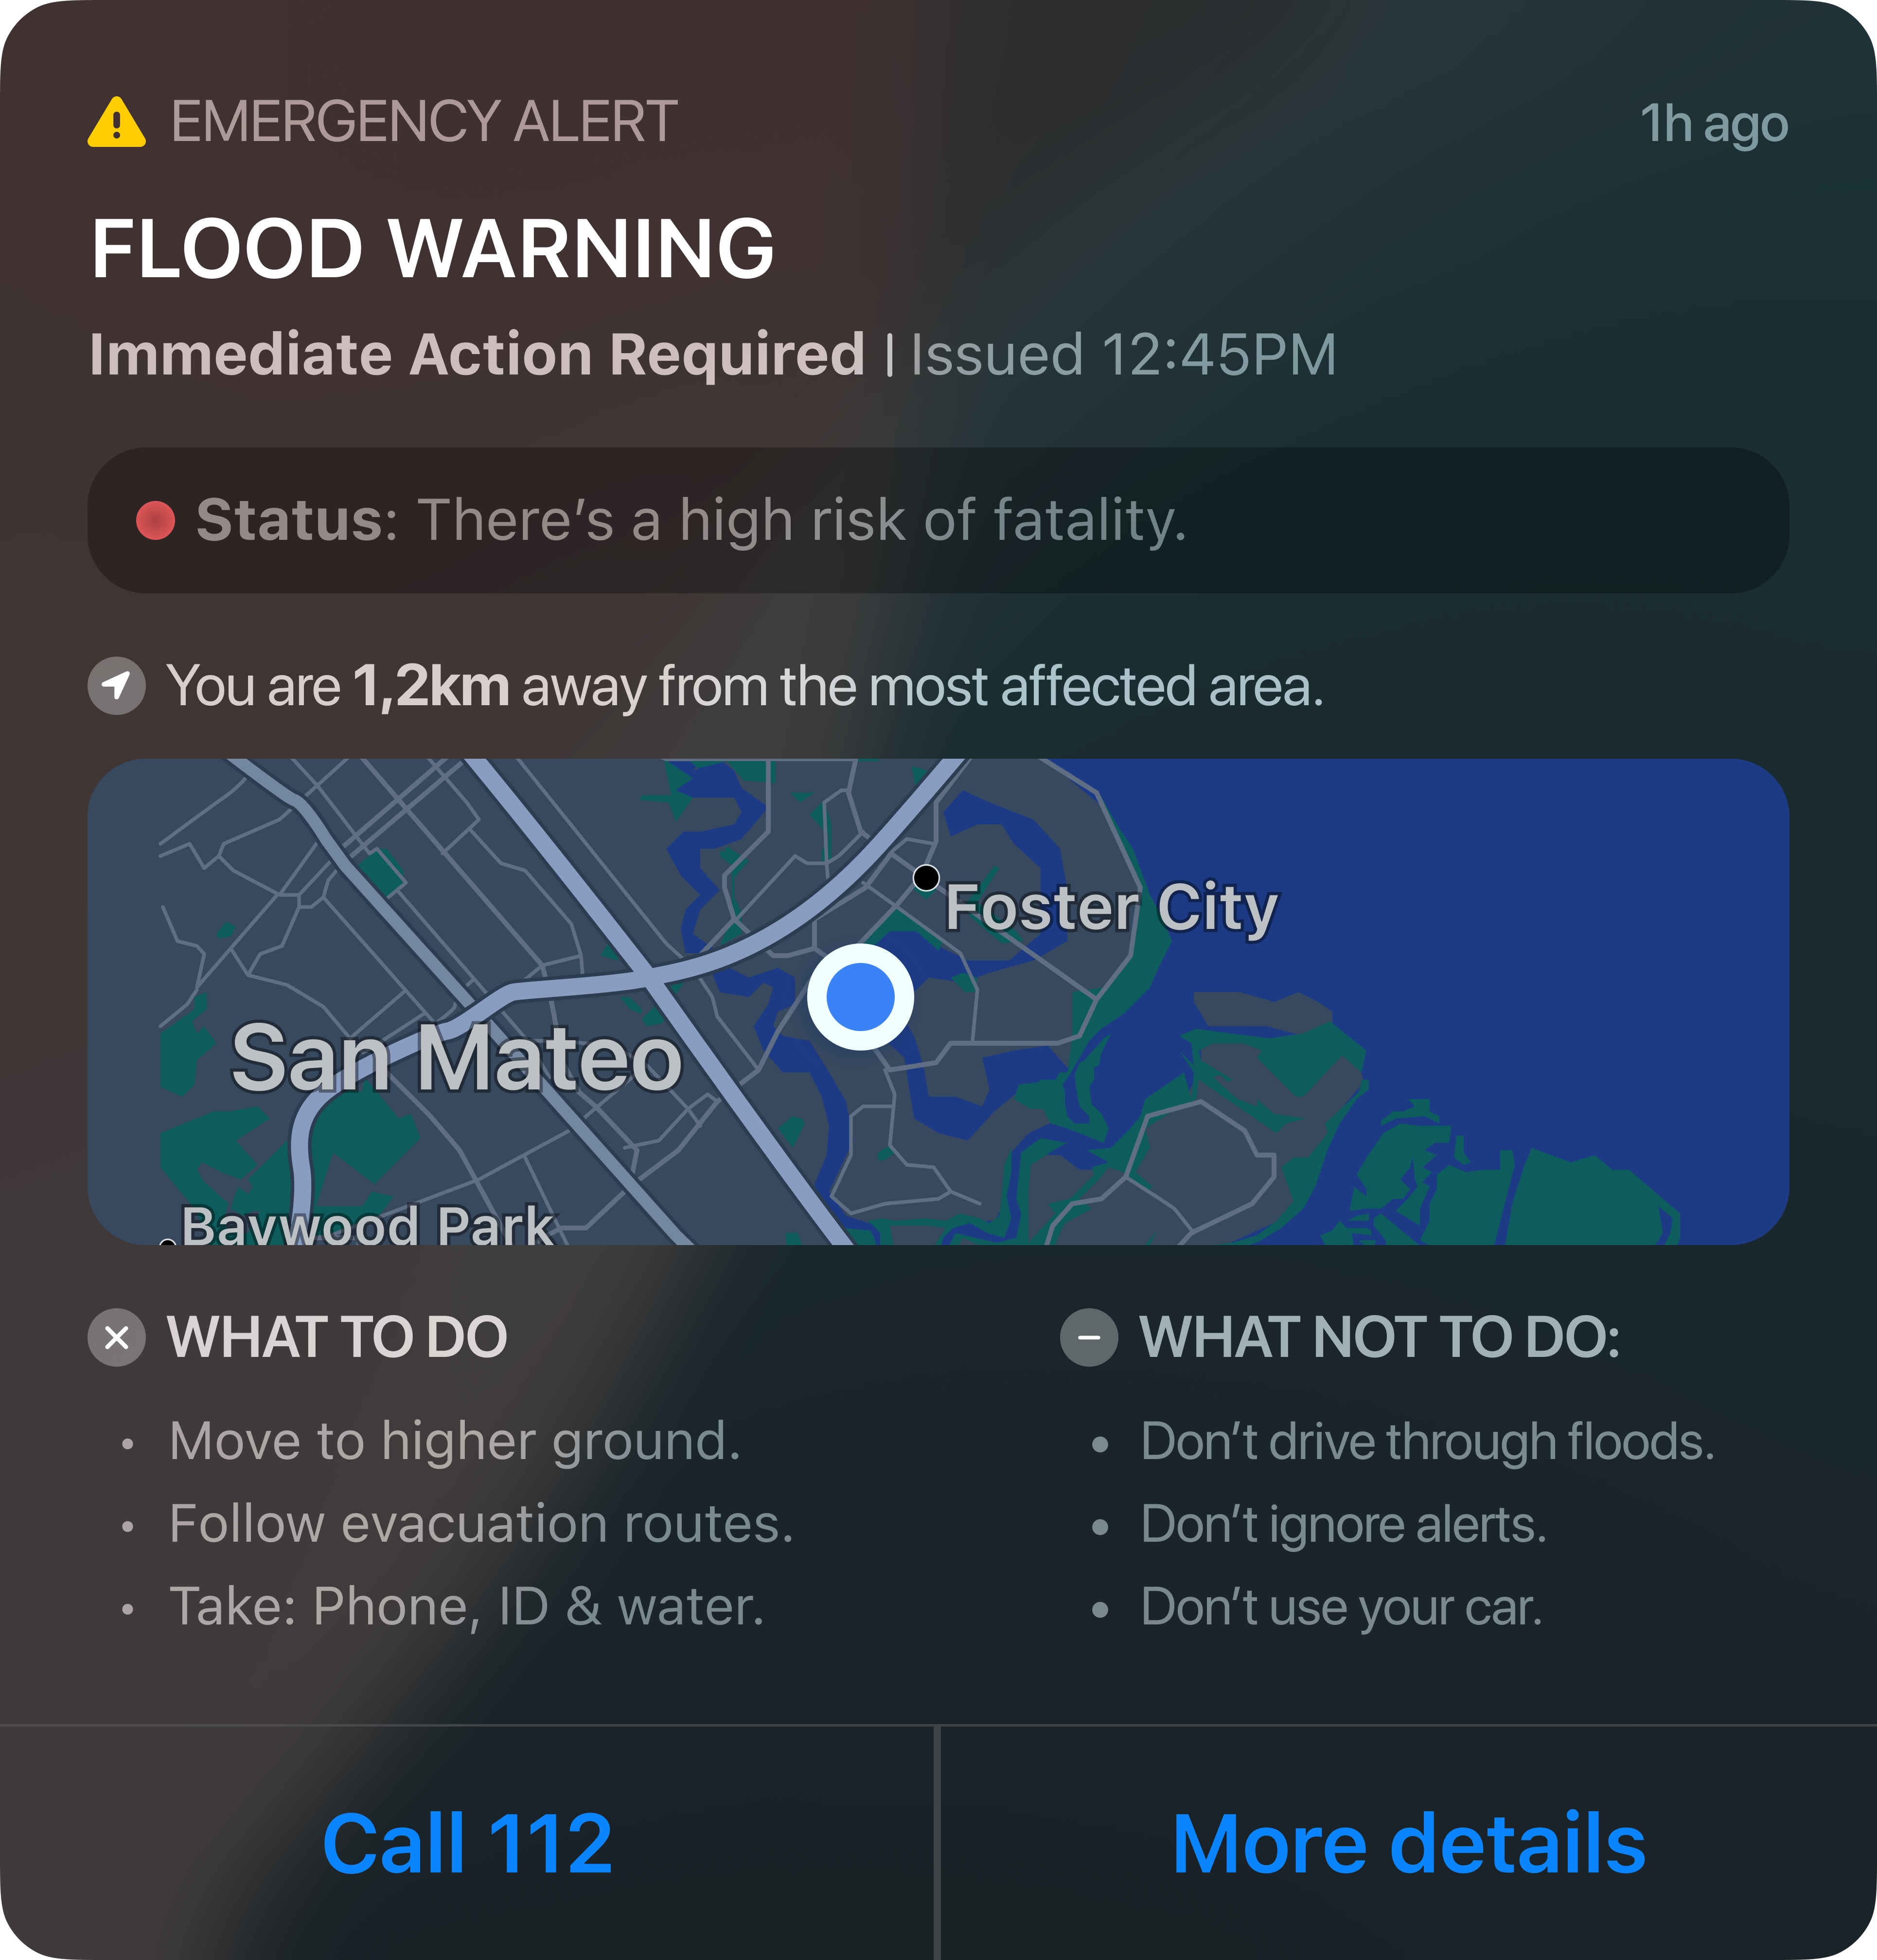 EMERGENCY ALERT
1h ago
FLOOD WARNING
Immediate Action Required | Issued 12:45PM
Status: There's a high risk of fatality.
You are 1,2km away from the most affected area.
Foster City
San Mateo
Baywood Park
WHAT TO DO
• Move to higher ground.
• Follow evacuation routes.
• Take: Phone, ID & water.
WHAT NOT TO DO:
• Don't drive through floods.
• Don't ignore alerts.
• Don't use your car.
Call 112
More details